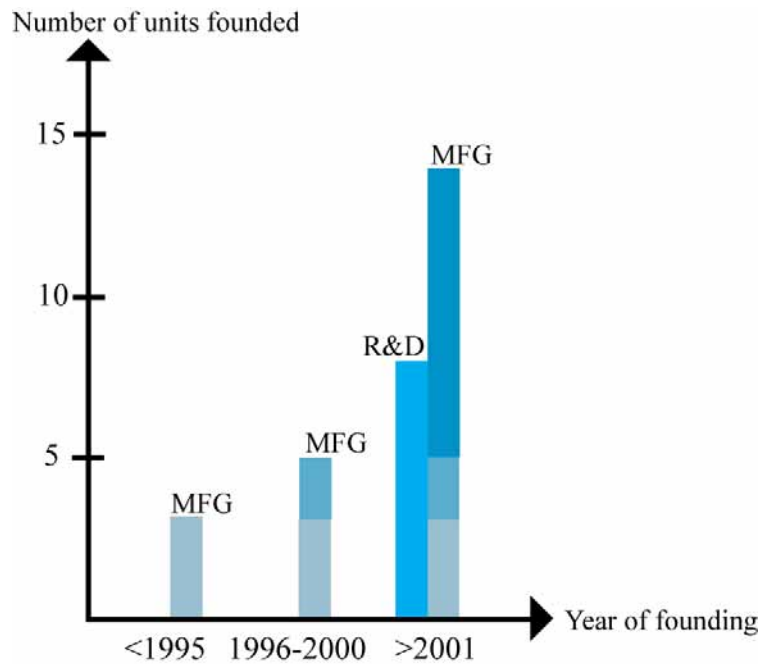 Number of units founded
15
MFG
10
R&D
MFG
5
MFG
Year of founding
<1995 1996-2000 >2001